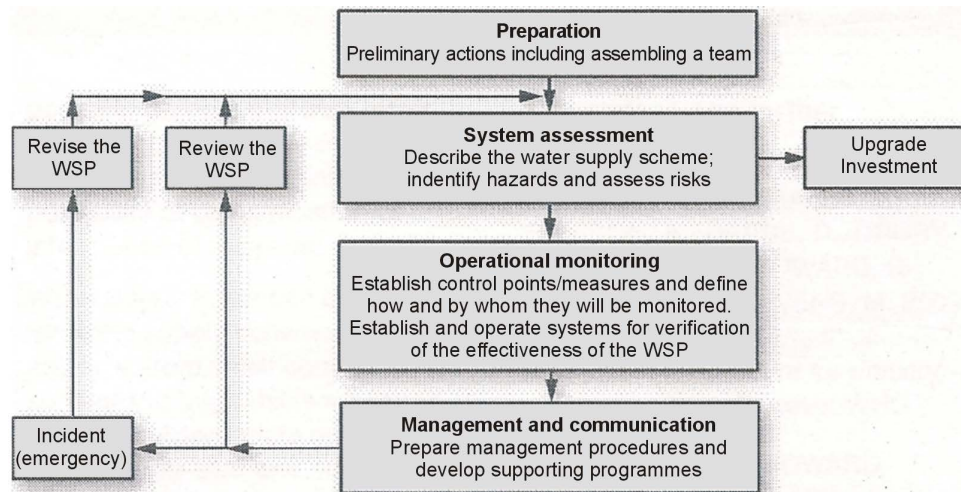 Preparation
Preliminary actions including assembling a team
Revise the
WSP
Review the
WSP
System assessment
Describe the water supply scheme;
indentify hazards and assess risks
Upgrade
Investment
Operational monitoring
Establish control points/measures and define
how and by whom they will be monitored.
Establish and operate systems for verification
of the effectiveness of the WSP
Incident
(emergency)
Management and communication
Prepare management procedures and
develop supporting programmes